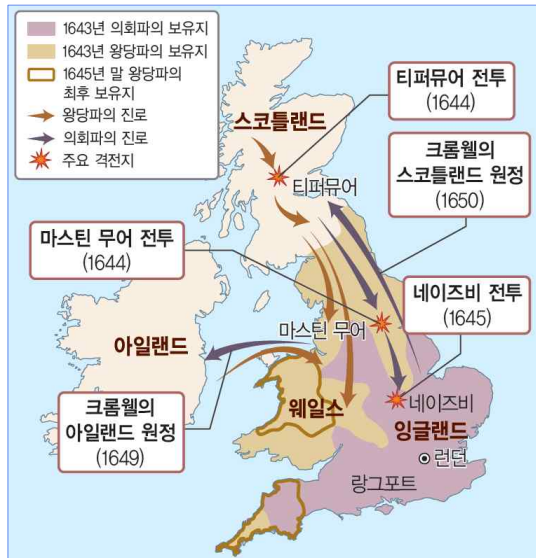 1643년 의회파의 보유지
1643년 왕당파의 보유지
1645년 말 왕당파의
최후 보유지
왕당파의 진로
의회파의 진로
주요 격전지
스코틀랜드
티퍼뮤어
티퍼뮤어 전투
(1644)
크롬웰의
스코틀랜드 원정
(1650)
마스틴 무어 전투
(1644)
네이즈비 전투
(1645)
마스틴 무어
아일랜드
크롬웰의
아일랜드 원정
(1649)
웨일스
네이즈비
잉글랜드
런던
랑그포트